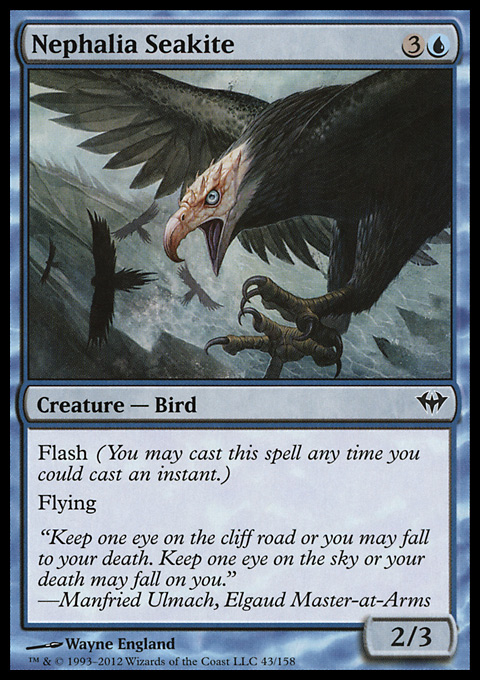 Nephalia Seakite
3
Creature — Bird
Flash (You may cast this spell any time you
could cast an instant.)
Flying
“Keep one eye on the cliff road or you may fall
to your death. Keep one eye on the sky or your
death may fall on you.”
—Manfried Ulmach, Elgaud Master-at-Arms
Wayne England
2/3
™ & © 1993–2012 Wizards of the Coast LLC 43/158